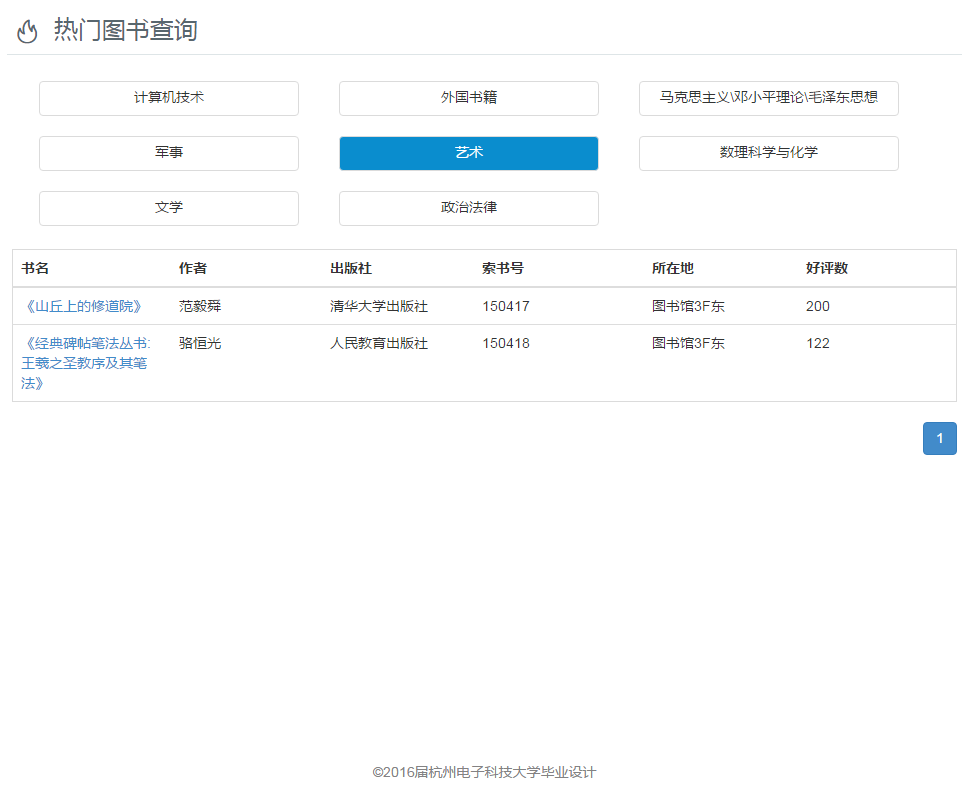 热门图书查询
计算机技术 外国书籍 马克思主义\邓小平理论\毛泽东思想
军事 艺术 数理科学与化学
文学 政治法律
书名 作者 出版社 索书号 所在地 好评数
《山丘上的修道院》 范毅舜 清华大学出版社 150417 图书馆3F东 200
《经典碑帖笔法丛书: 骆恒光 人民教育出版社 150418 图书馆3F东 122
王羲之圣教序及其笔
法》
1
©2016届杭州电子科技大学毕业设计